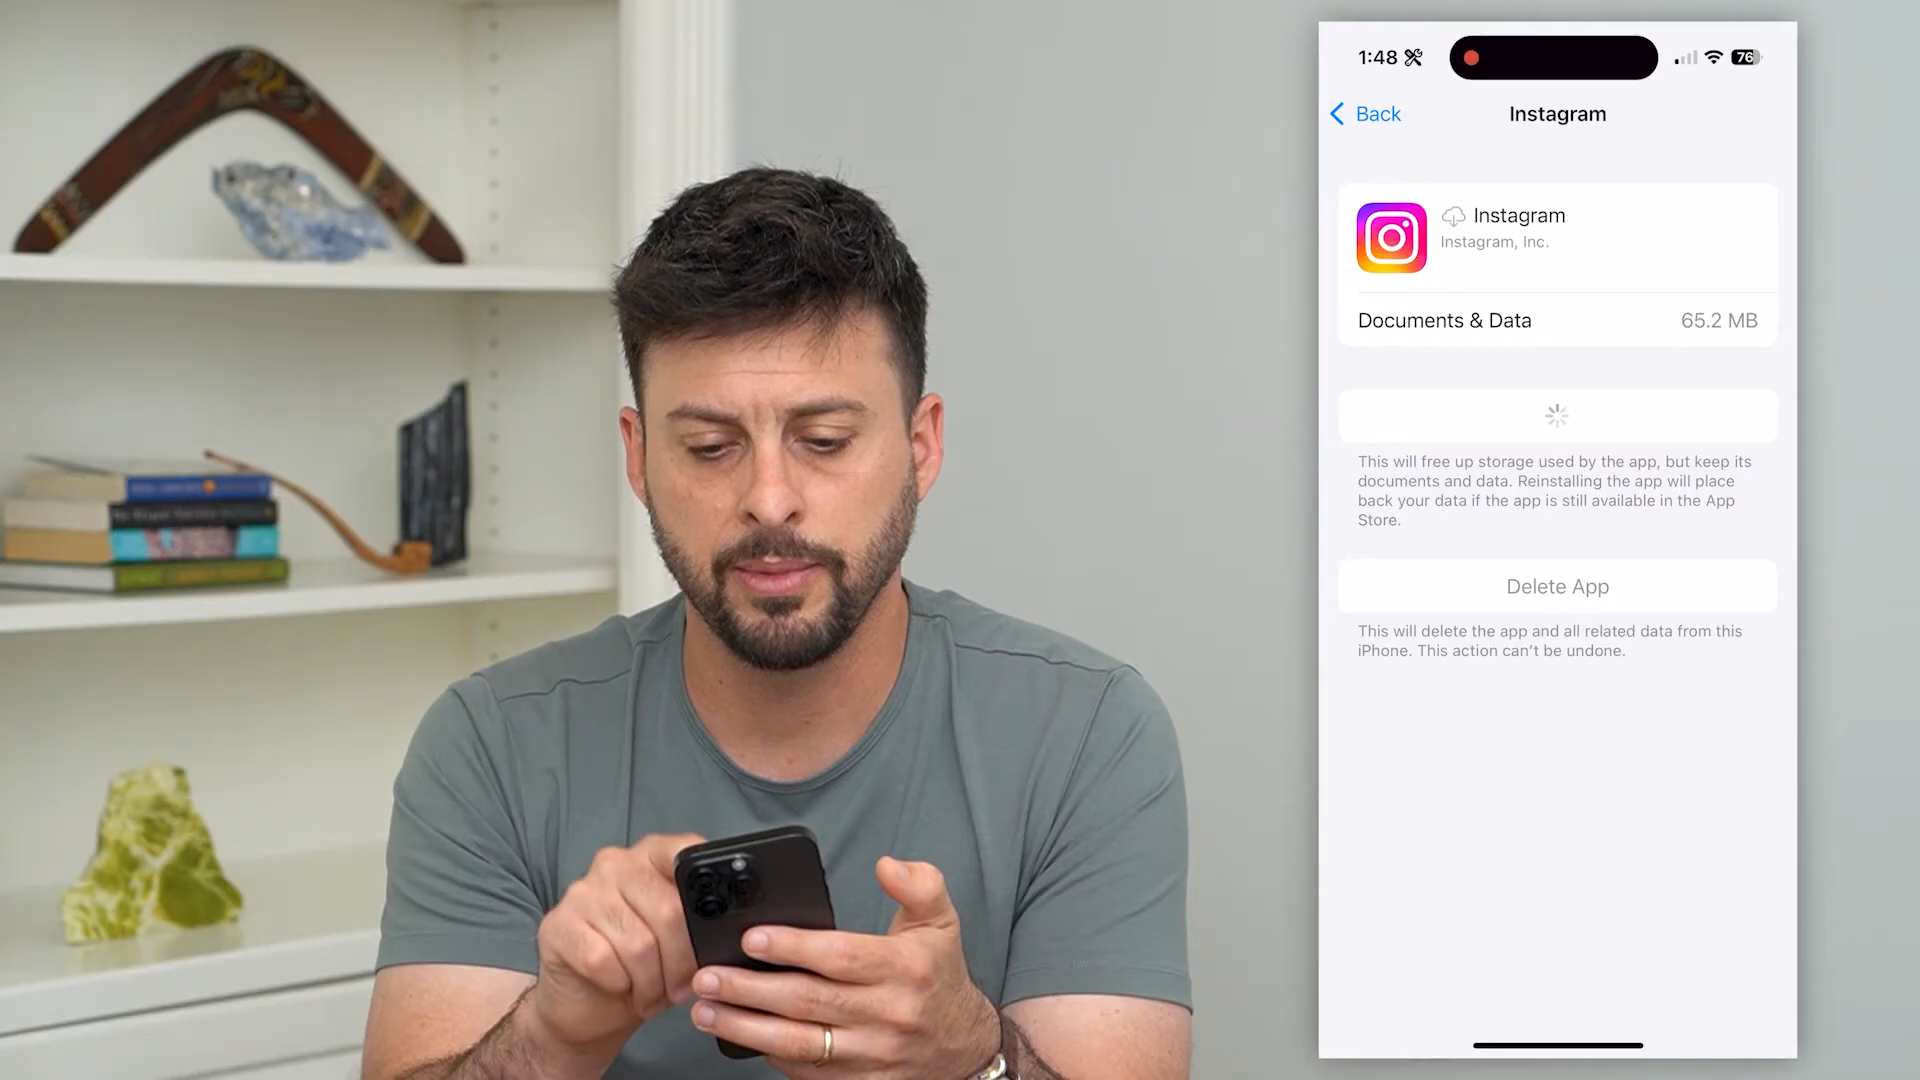 1:48
76
Back
Instagram
Instagram
Instagram, Inc.
Documents & Data 65.2 MB
This will free up storage used by the app, but keep its
documents and data. Reinstalling the app will place
back your data if the app is still available in the App
Store.
Delete App
This will delete the app and all related data from this
iPhone. This action can't be undone.